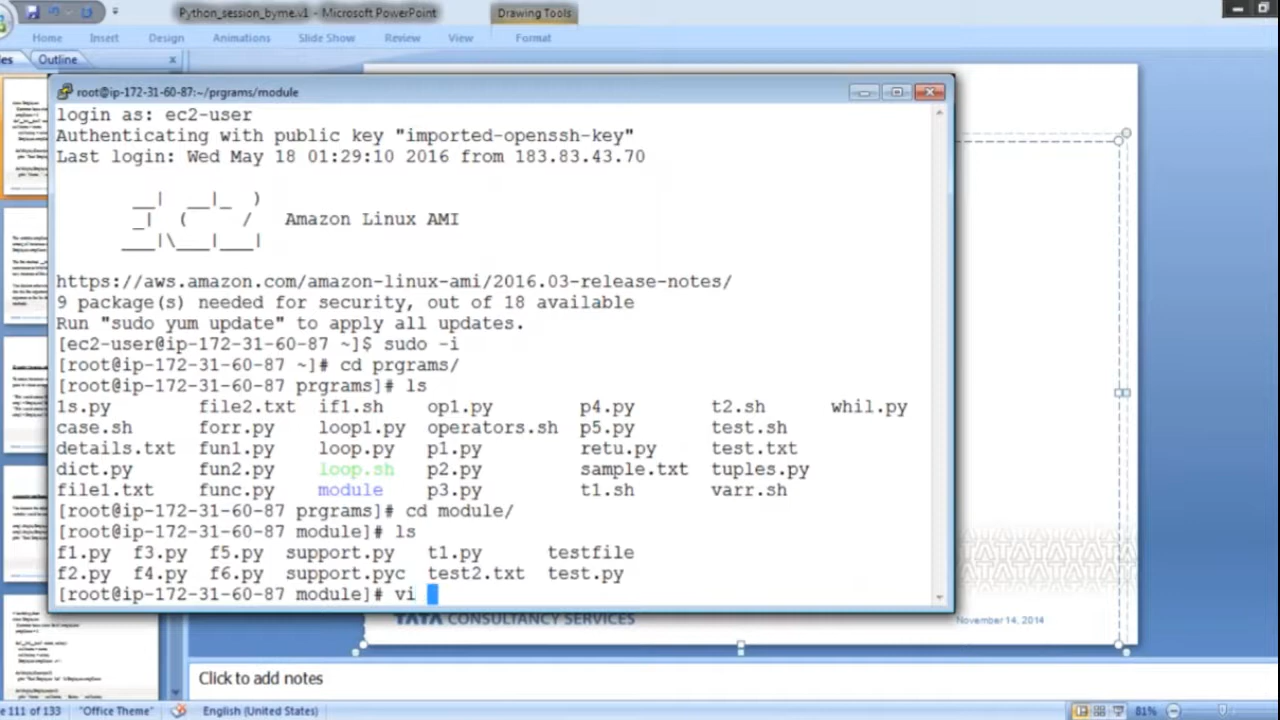 Python_session_byme.v1 - Microsoft PowerPoint
Drawing Tools
Home Insert Design Animations Slide Show Review View Format
Outline
root@ip-172-31-60-87:~/prgrams/module
login as: ec2-user
Authenticating with public key "imported-openssh-key"
Last login: Wed May 18 01:29:10 2016 from 183.83.43.70
__| __|_ )
_| ( / Amazon Linux AMI
___|\___|___|
https://aws.amazon.com/amazon-linux-ami/2016.03-release-notes/
9 package(s) needed for security, out of 18 available
Run "sudo yum update" to apply all updates.
[ec2-user@ip-172-31-60-87 ~]$ sudo -i
[root@ip-172-31-60-87 ~]# cd prgrams/
[root@ip-172-31-60-87 prgrams]# ls
1s.py file2.txt if1.sh op1.py p4.py t2.sh whil.py
case.sh forr.py loop1.py operators.sh p5.py test.sh
details.txt fun1.py loop.py p1.py retu.py test.txt
dict.py fun2.py loop.sh p2.py sample.txt tuples.py
file1.txt func.py module p3.py t1.sh varr.sh
[root@ip-172-31-60-87 prgrams]# cd module/
[root@ip-172-31-60-87 module]# ls
f1.py f3.py f5.py support.py t1.py testfile
f2.py f4.py f6.py support.pyc test2.txt test.py
[root@ip-172-31-60-87 module]# vi
TATA CONSULTANCY SERVICES
November 14, 2014
Click to add notes
111 of 133 "Office Theme" English (United States) 81%